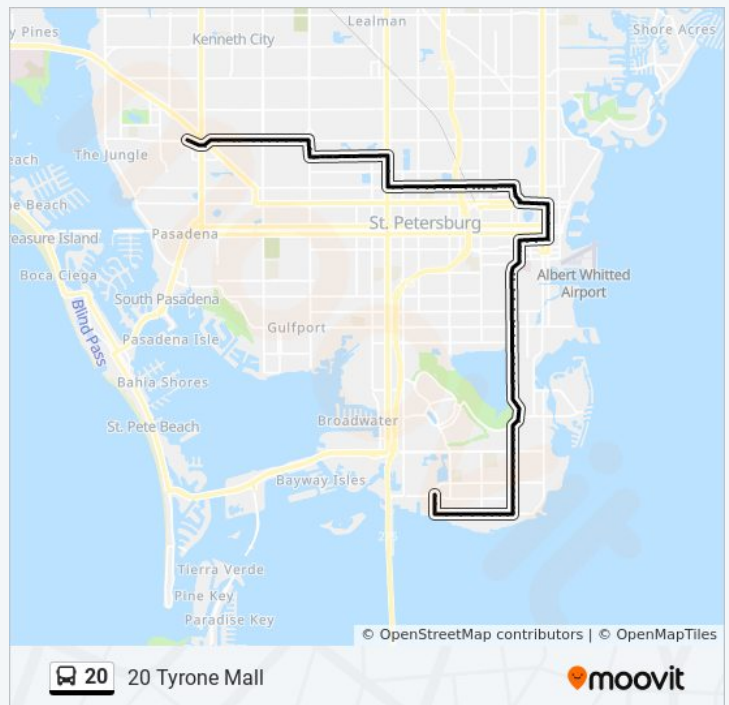 Lealman
y Pines
Shore Acres
Kenneth City
The Jungle
each
e Beach
St. Petersburg
easure Island
Pasadena
Boca Ciega
Albert Whitted
Airport
South Pasadena
Blind Pass
Gulfport
Pasadena Isle
Bahia Shores
Broadwater
St. Pete Beach
Bayway Isles
Tierra Verde
Pine Key
Paradise Key
© OpenStreetMap contributors | © OpenMapTiles
20 20 Tyrone Mall
moovit